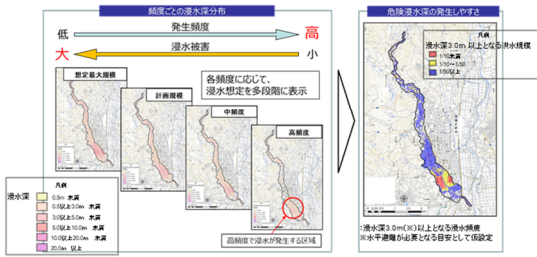 頻度ごとの浸水深分布
低
発生頻度
高
大
浸水被害
小
各頻度に応じて、
浸水想定を多段階に表示
想定最大規模
計画規模
中頻度
高頻度
凡例
浸水深
0.5m 未満
0.5以上3.0m 未満
3.0以上5.0m 未満
5.0以上10.0m 未満
10.0以上20.0m 未満
20.0m 以上
高頻度で浸水が発生する区域
危険浸水深の発生しやすさ
凡例
浸水深3.0m以上となる洪水規模
1/10未満
1/10～1/50
1/50以上
:浸水深3.0m(※)以上となる浸水頻度
※水平避難が必要となる目安として仮設定